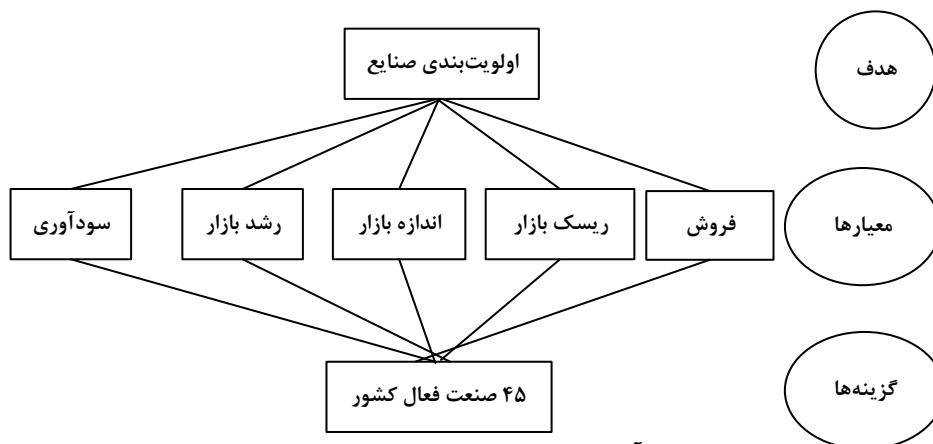 هدف
اولویت‌بندی صنایع
معیارها
فروش
ریسک بازار
اندازه بازار
رشد بازار
سودآوری
گزینه‌ها
۴۵ صنعت فعال کشور